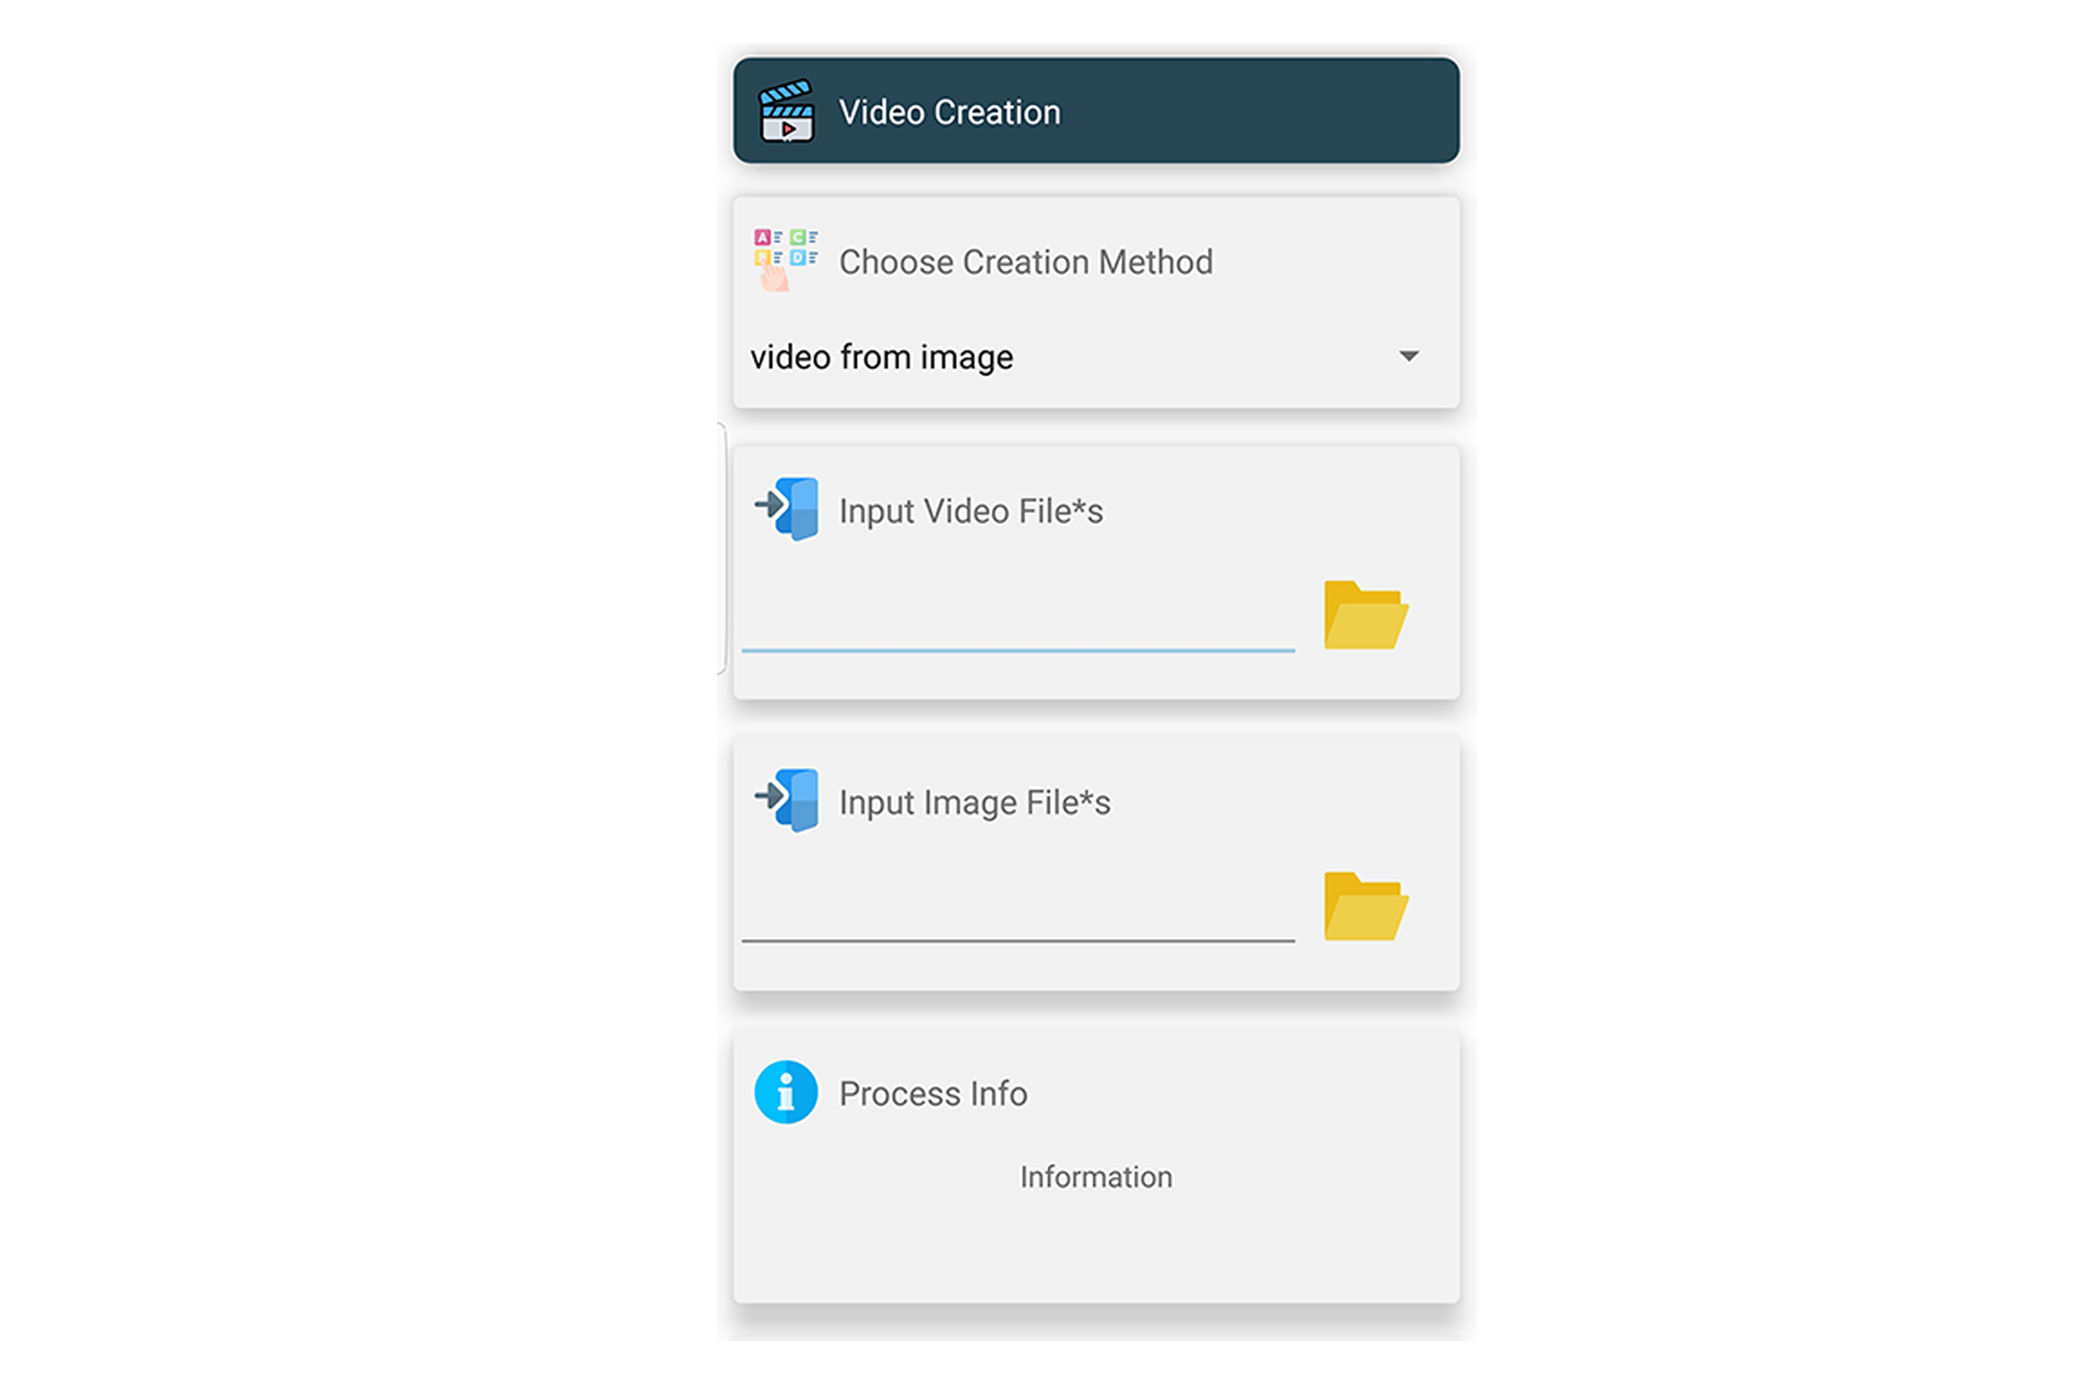 Video Creation
A C
D
Choose Creation Method
video from image
Input Video File*s
Input Image File*s
i
Process Info
Information